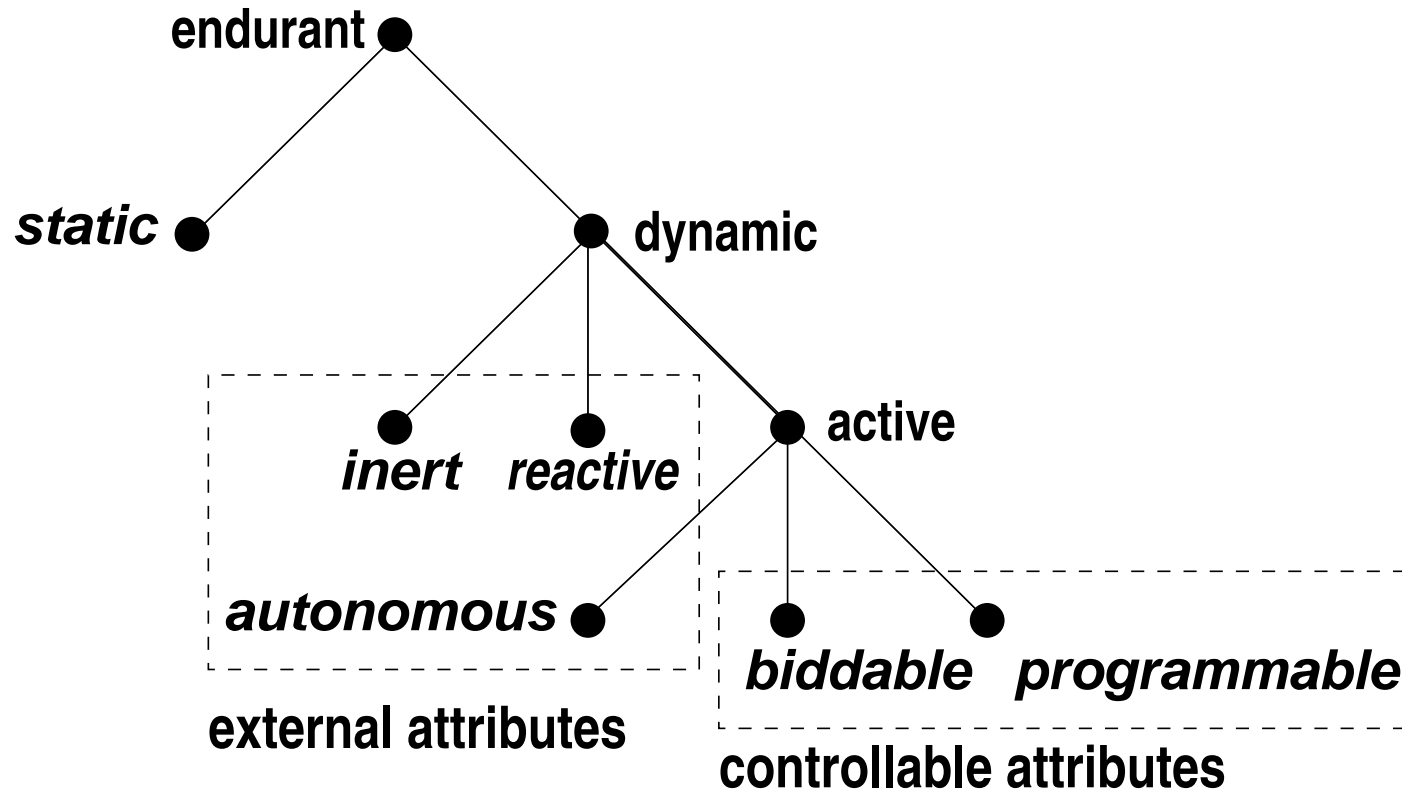 endurant
static
dynamic
active
inert reactive
autonomous
biddable programmable
external attributes
controllable attributes